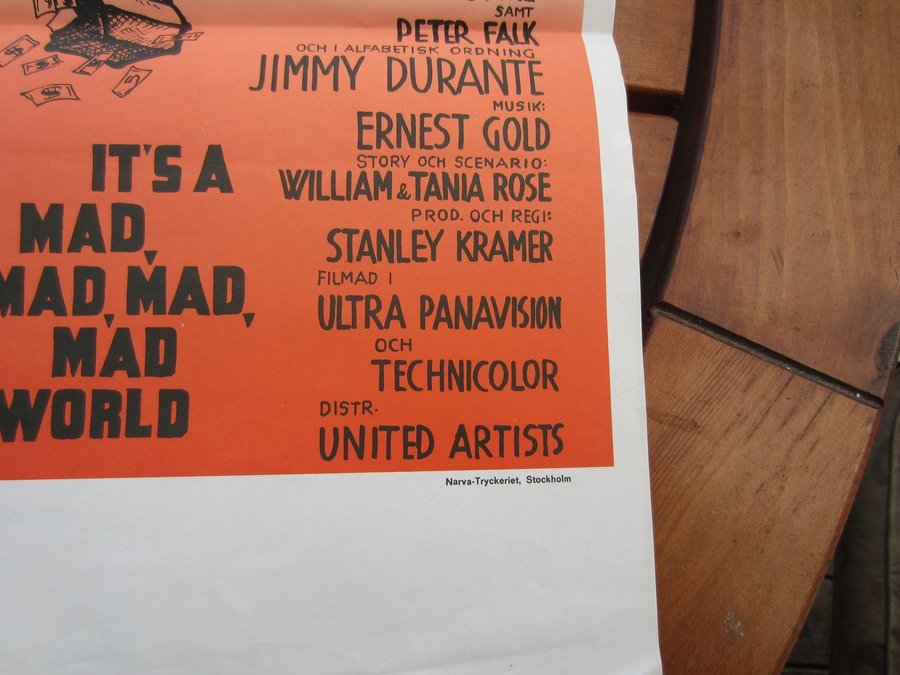 SAMT
PETER FALK
OCH I ALFABETISK ORDNING
JIMMY DURANTE
MUSIK:
ERNEST GOLD
STORY OCH SCENARIO:
WILLIAM & TANIA ROSE
PROD. OCH REGI:
STANLEY KRAMER
FILMAD I
ULTRA PANAVISION
OCH
TECHNICOLOR
DISTR.
UNITED ARTISTS
IT'S A
MAD,
MAD, MAD,
MAD
WORLD
Narva-Tryckeriet, Stockholm